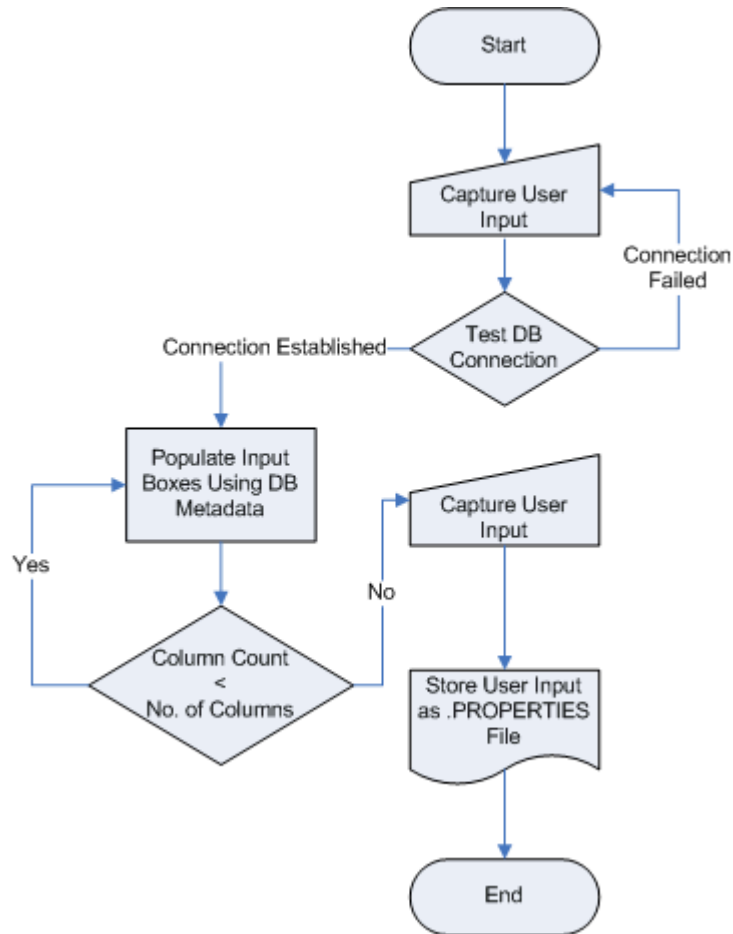 Start
Capture User
Input
Connection
Failed
Test DB
Connection
Connection Established
Populate Input
Boxes Using DB
Metadata
Capture User
Input
Yes
No
Column Count
<
No. of Columns
Store User Input
as .PROPERTIES
File
End